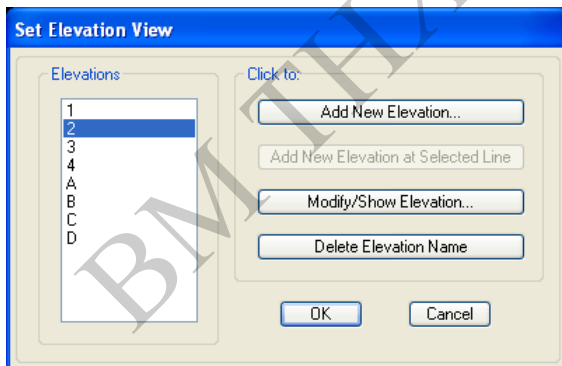 Set Elevation View
Elevations
1
2
3
4
A
B
C
D
Click to:
Add New Elevation...
Add New Elevation at Selected Line
Modify/Show Elevation...
Delete Elevation Name
OK
Cancel